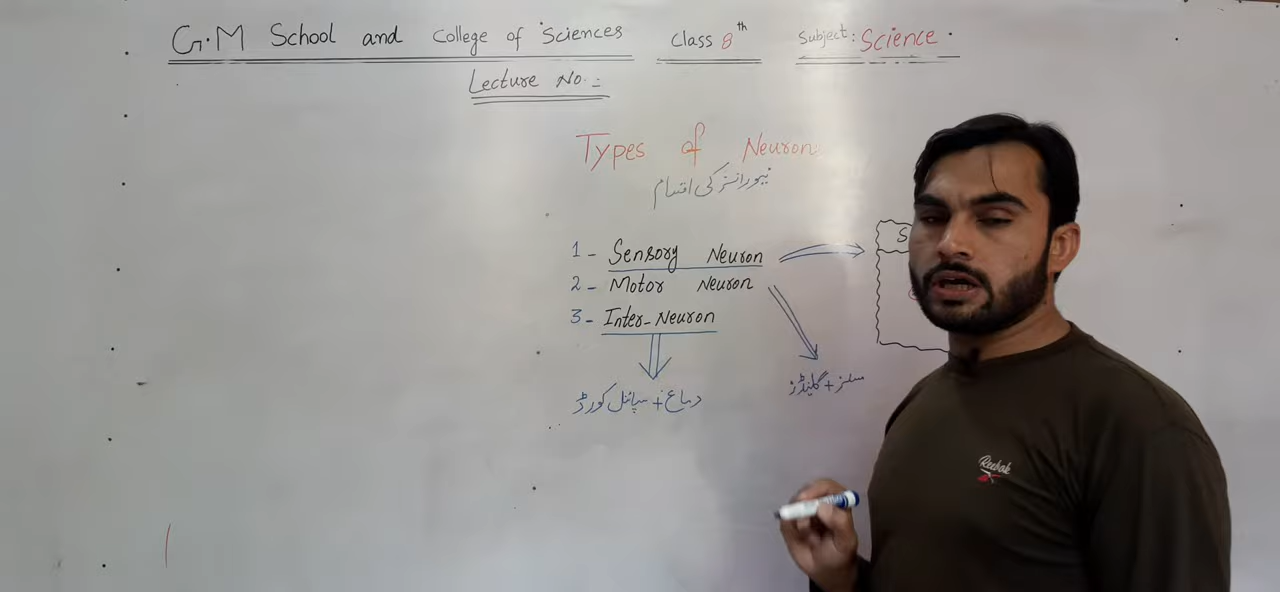 G.M School and College of Sciences Class 8th Subject: Science.
Lecture No. =
Types of Neuron
نیورانز کی اقسام
1 - Sensory Neuron
2 - Motor Neuron
3 - Inter-Neuron
S
مسلز + گلینڈز
دماغ + سپائنل کورڈ
Reebok